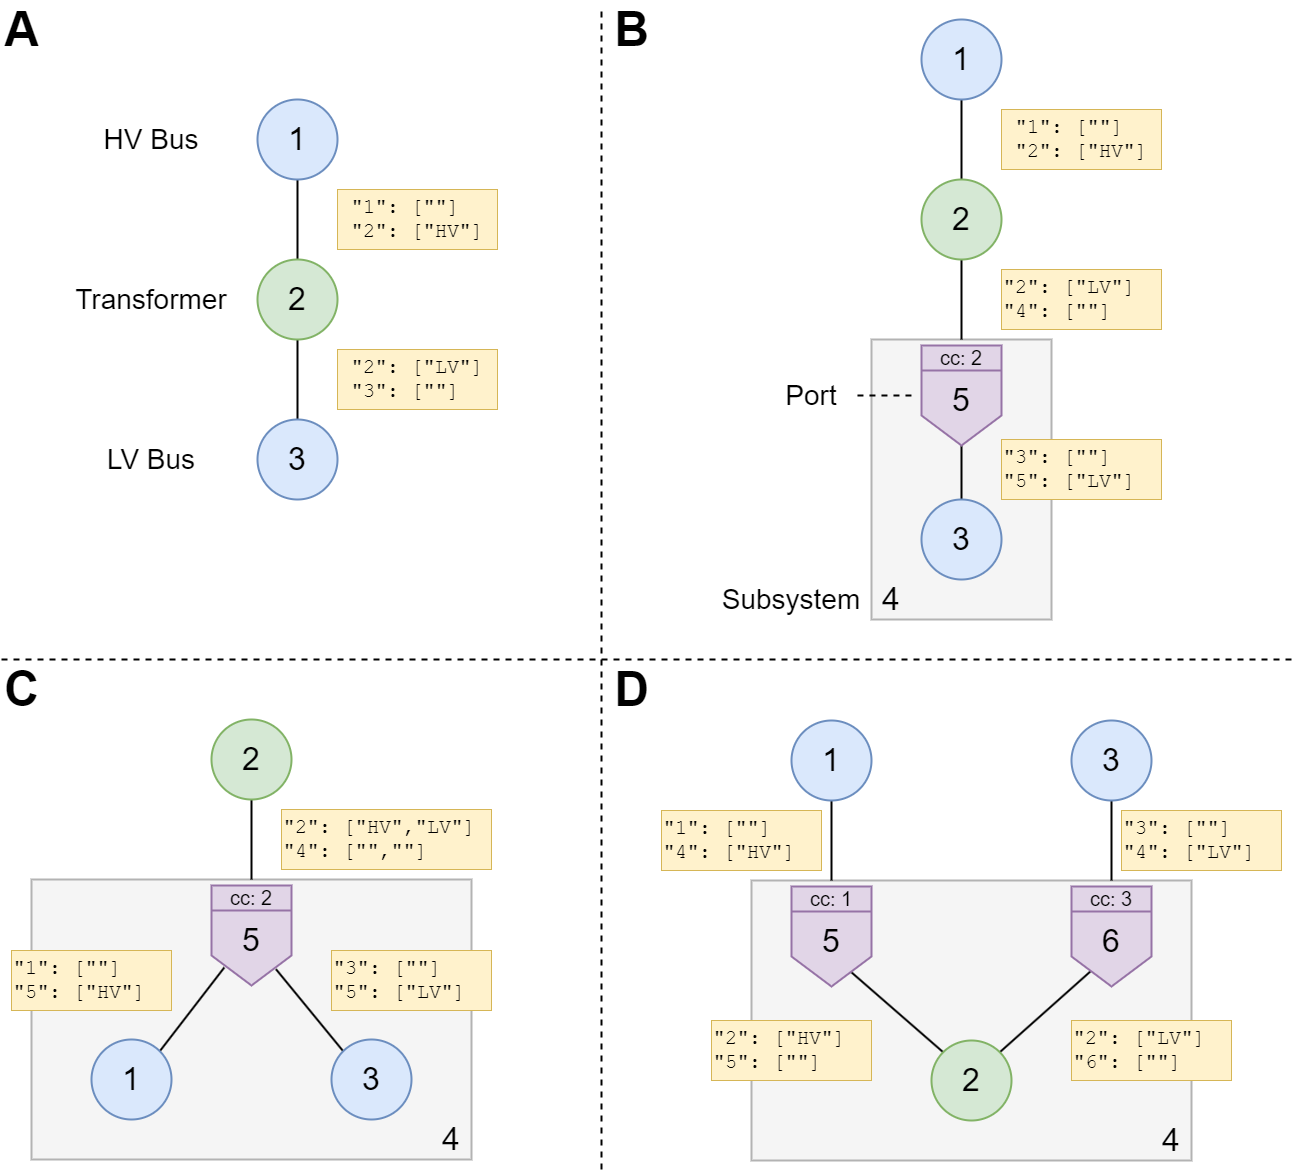 A
HV Bus
1
"1": [""]
"2": ["HV"]
Transformer
2
"2": ["LV"]
"3": [""]
LV Bus
3
B
1
"1": [""]
"2": ["HV"]
2
"2": ["LV"]
"4": [""]
cc: 2
Port
5
"3": [""]
"5": ["LV"]
3
Subsystem
4
C
2
"2": ["HV","LV"]
"4": ["",""]
cc: 2
5
"1": [""]
"5": ["HV"]
"3": [""]
"5": ["LV"]
1
3
4
D
1
3
"1": [""]
"4": ["HV"]
"3": [""]
"4": ["LV"]
cc: 1
5
cc: 3
6
"2": ["HV"]
"5": [""]
"2": ["LV"]
"6": [""]
2
4